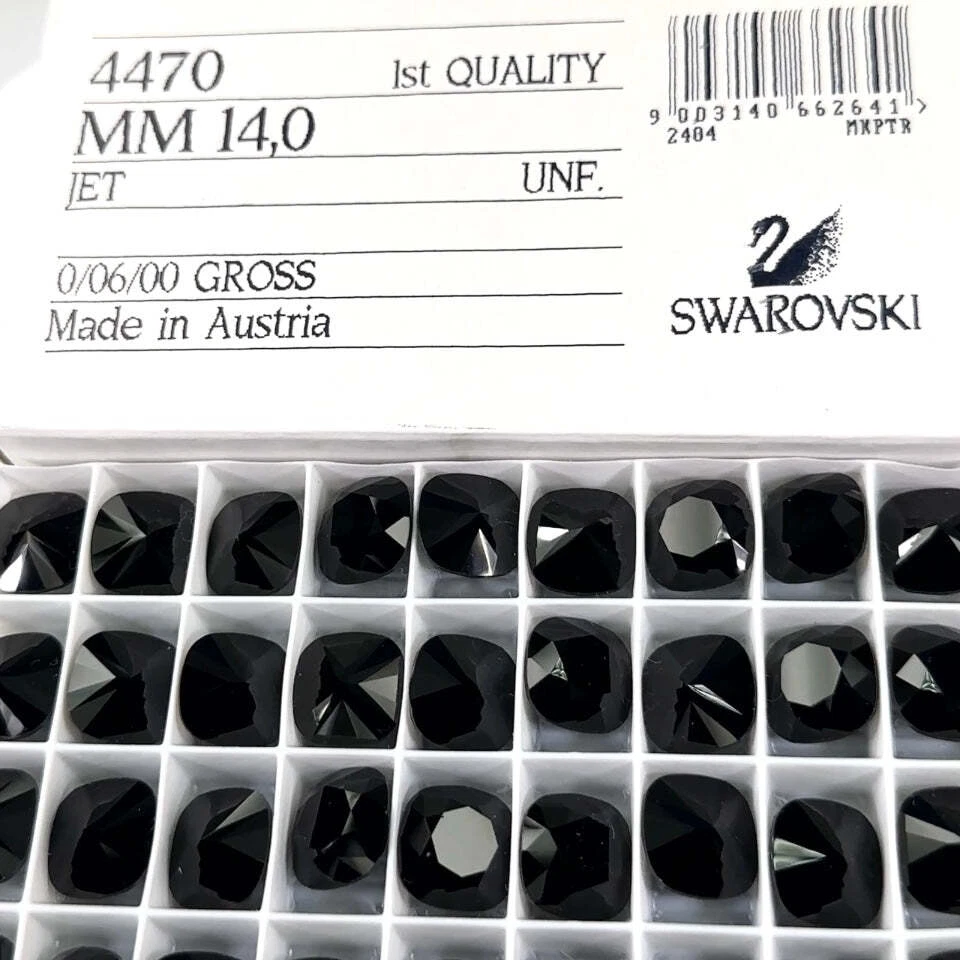 4470 1st QUALITY
MM 14,0
JET UNF.
0/06/00 GROSS
Made in Austria
9 003140 662641 >
2484 MKPTR
SWAROVSKI